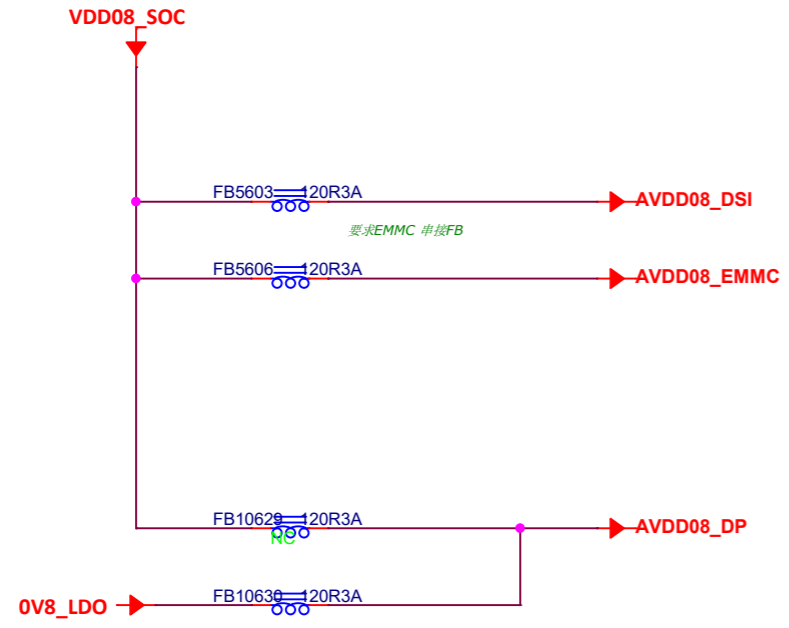 VDD08_SOC
FB5603 120R3A
AVDD08_DSI
要求EMMC 串接FB
FB5606 120R3A
AVDD08_EMMC
FB10629 120R3A
NC
AVDD08_DP
FB10630 120R3A
0V8_LDO